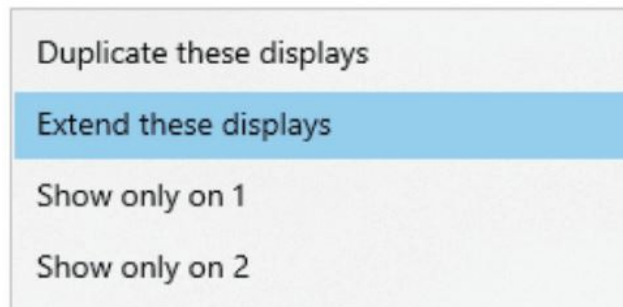 Duplicate these displays
Extend these displays
Show only on 1
Show only on 2